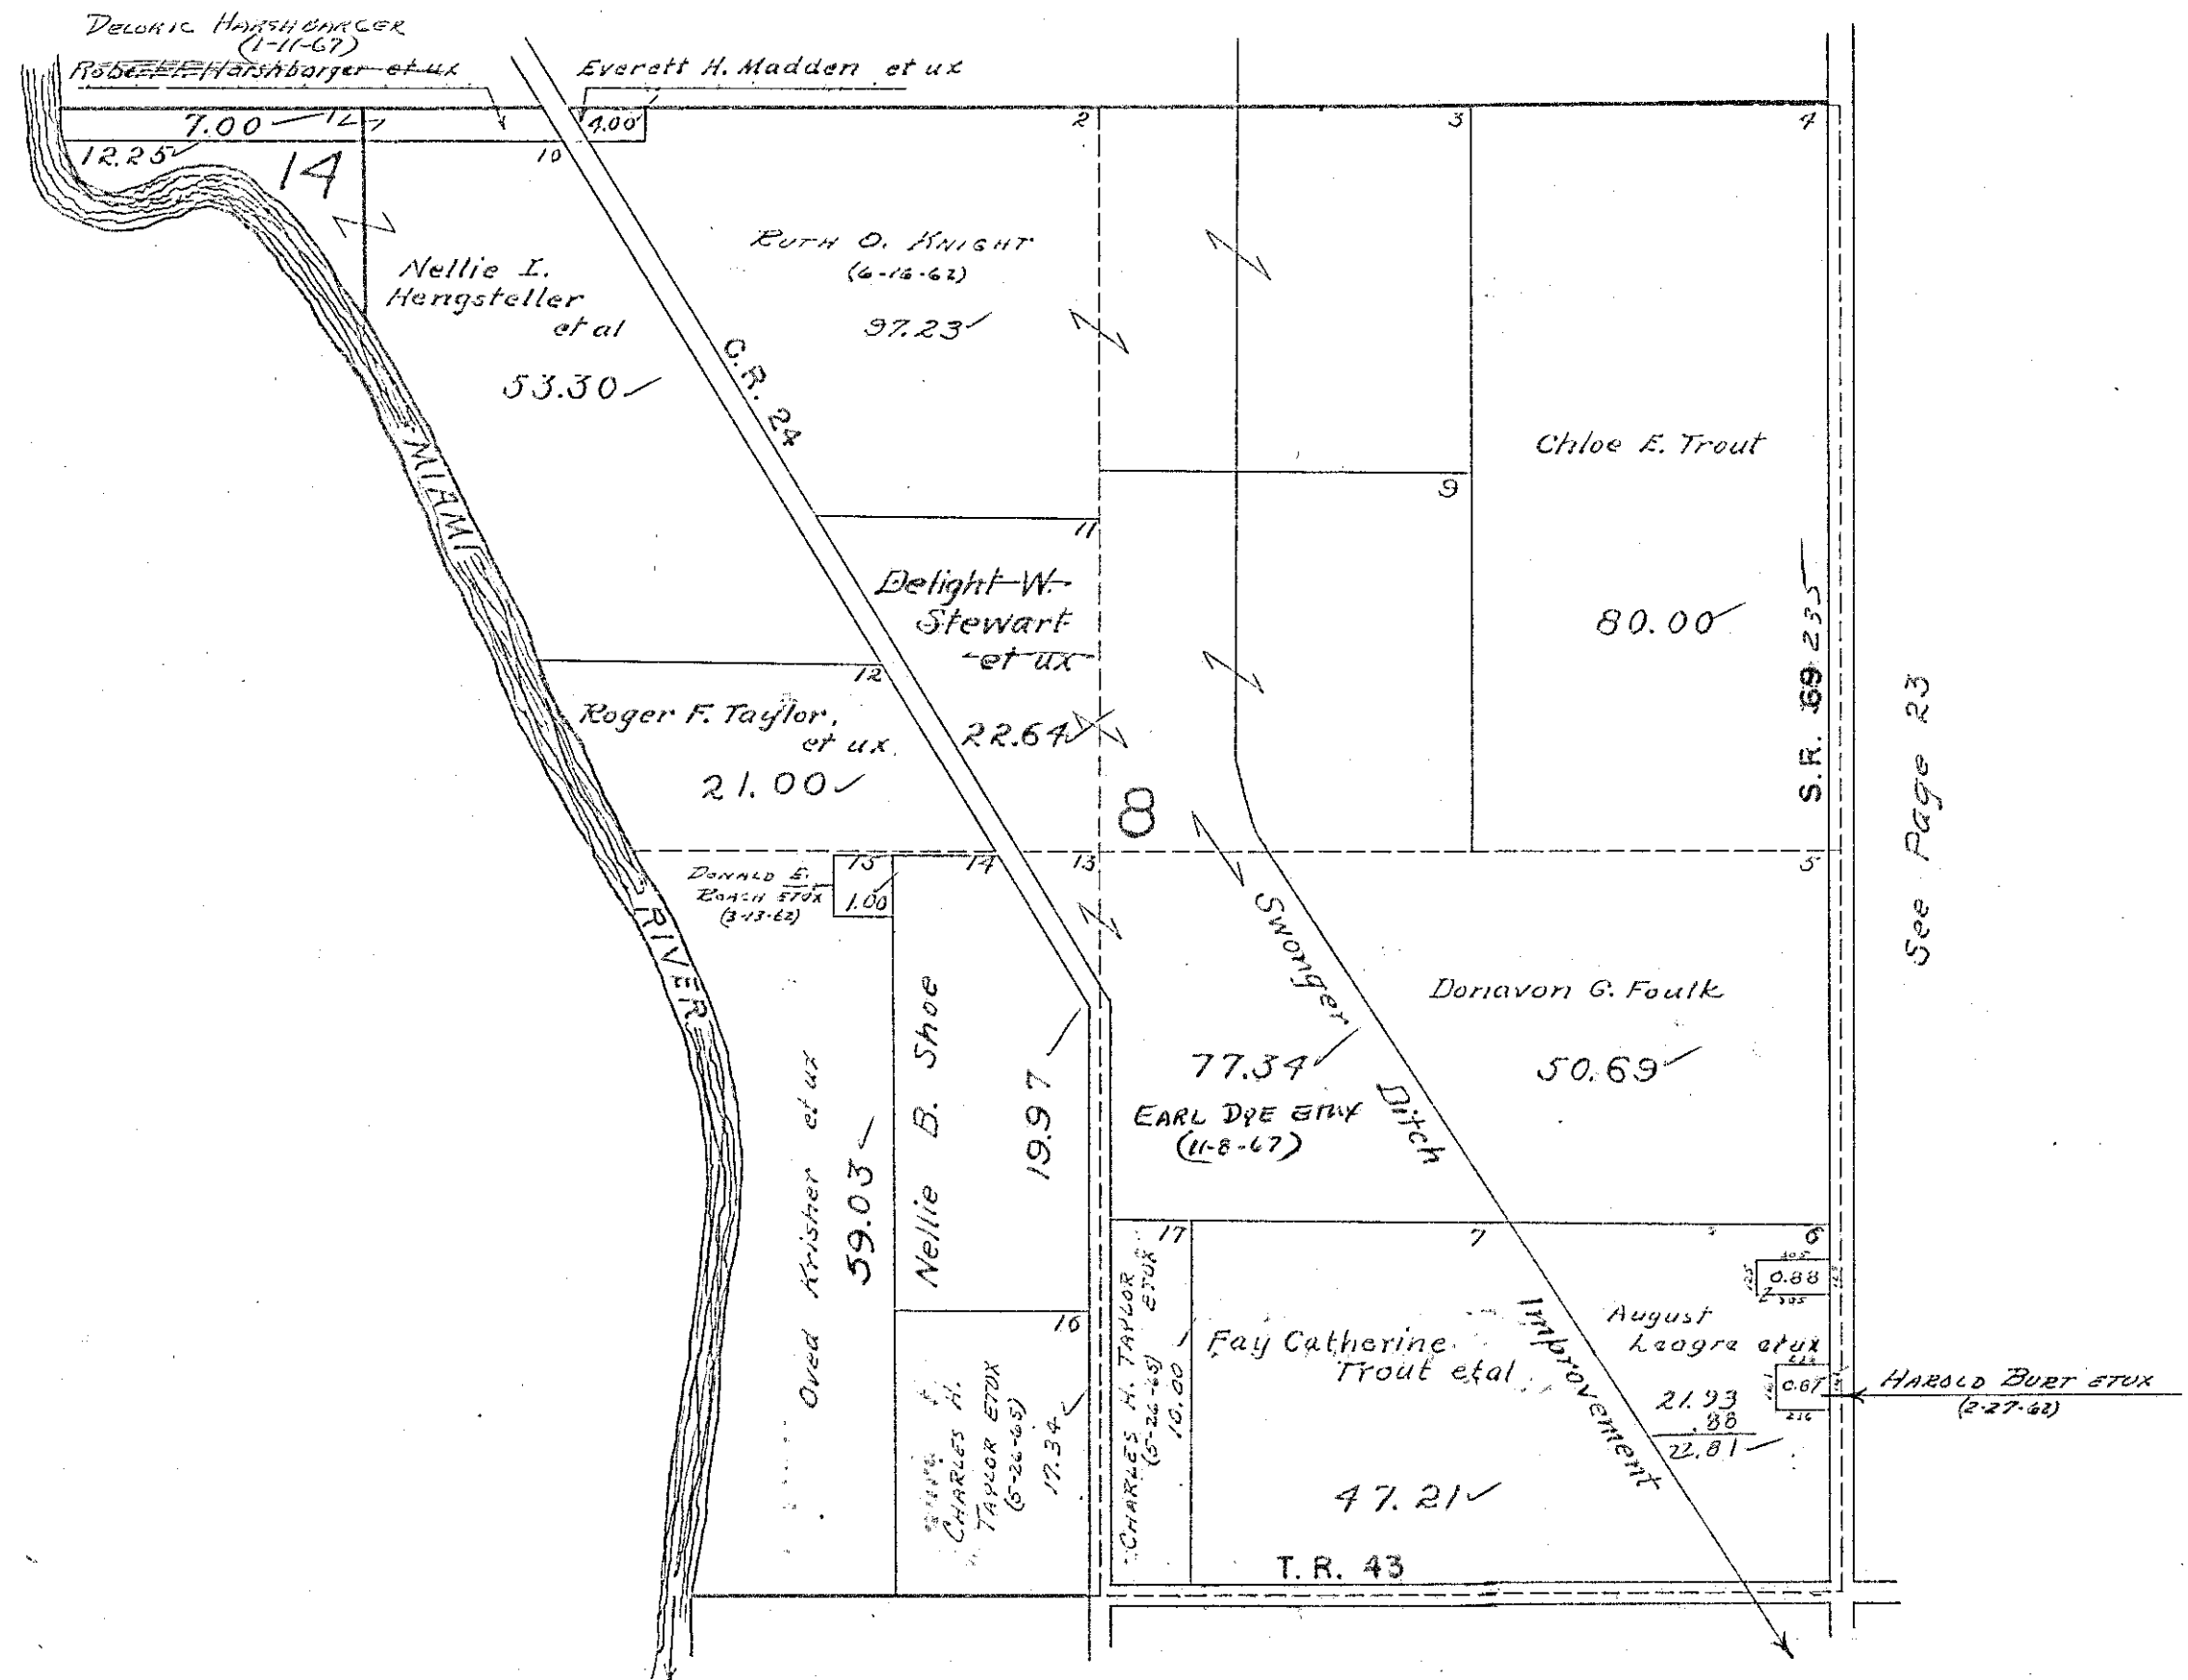 DELORIC HARSHBARGER
(1-11-67)
Robert F. Harshbarger et ux
Everett H. Madden et ux
7.00
4.00
2
3
4
12.25
14
10
RUTH O. KNIGHT
(6-16-62)
97.23
Nellie I.
Hengsteller
et al
53.30
C.R. 24
Chloe E. Trout
80.00
S.R. 69 235
See Page 23
MIAMI
RIVER
9
11
Delight W.
Stewart
et ux
22.64
12
Roger F. Taylor,
et ux
21.00
8
15
14
13
5
DONALD E.
ROACH ETUX
(3-13-62)
1.00
Swonger
Ditch
Improvement
Donavon G. Foulk
50.69
77.34
EARL DYE ETUX
(11-8-67)
Oved Krisher et ux
59.03
Nellie B. Shoe
19.97
16
CHARLES H.
TAYLOR ETUX
(5-26-65)
17.34
17
CHARLES H. TAYLOR ETUX
(5-26-65)
10.00
7
6
Fay Catherine
Trout et al
47.21
0.88
305
August
Leagre et ux
0.67
216
21.93
.88
22.81
HAROLD BURT ETUX
(2-27-62)
T. R. 43